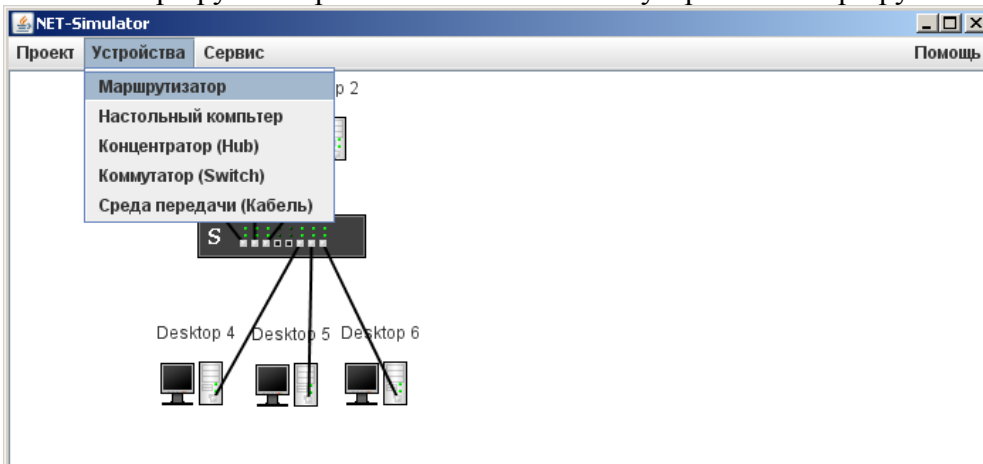 NET-Simulator
Проект Устройства Сервис Помощь
Маршрутизатор
p 2
Настольный компьтер
Концентратор (Hub)
Коммутатор (Switch)
Среда передачи (Кабель)
S
Desktop 4 Desktop 5 Desktop 6